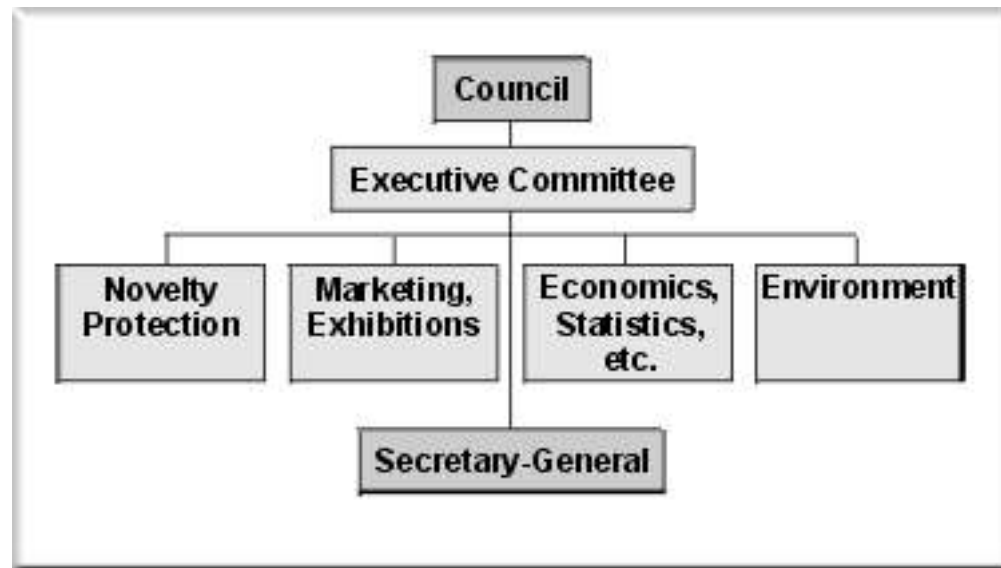 Council
Executive Committee
Novelty
Protection
Marketing,
Exhibitions
Economics,
Statistics,
etc.
Environment
Secretary-General